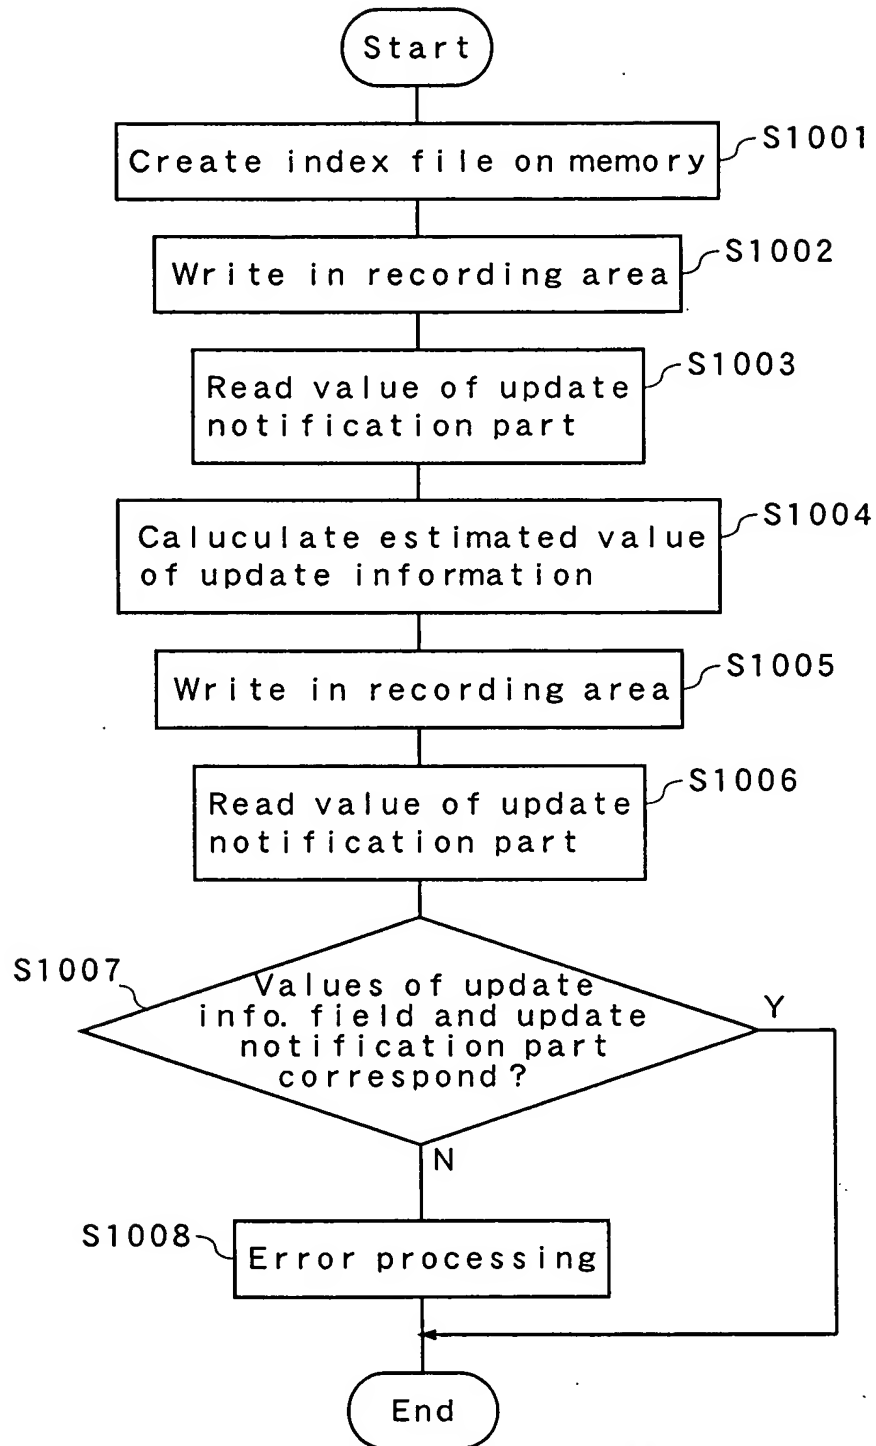 Start
Create index file on memory
S1001
Write in recording area
S1002
Read value of update
notification part
S1003
Caluculate estimated value
of update information
S1004
Write in recording area
S1005
Read value of update
notification part
S1006
S1007
Values of update
info. field and update
notification part
correspond?
Y
N
S1008
Error processing
End